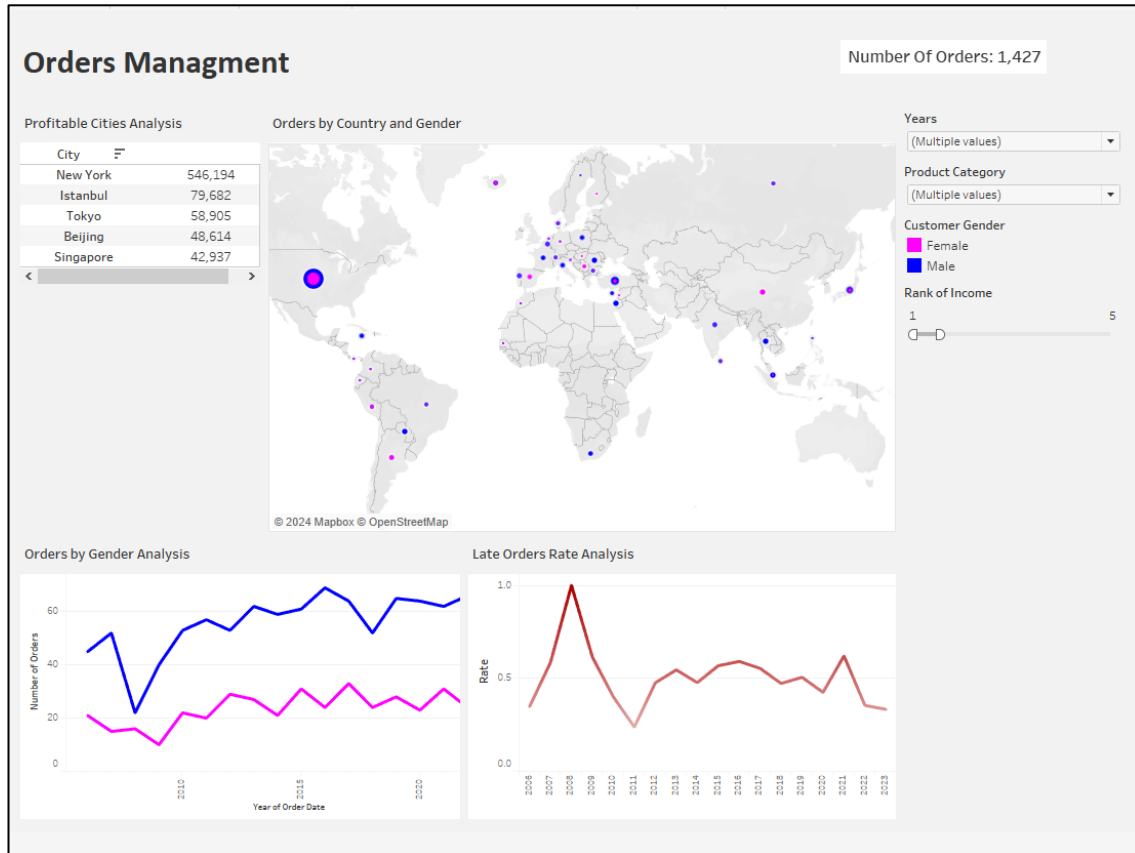 Orders Managment
Number Of Orders: 1,427
Profitable Cities Analysis
City
New York 546,194
Istanbul 79,682
Tokyo 58,905
Beijing 48,614
Singapore 42,937
Orders by Country and Gender
© 2024 Mapbox © OpenStreetMap
Years
(Multiple values)
Product Category
(Multiple values)
Customer Gender
Female
Male
Rank of Income
1 5
Orders by Gender Analysis
Number of Orders
60
40
20
0
2010 2015 2020
Year of Order Date
Late Orders Rate Analysis
Rate
1.0
0.5
0.0
2006 2007 2008 2009 2010 2011 2012 2013 2014 2015 2016 2017 2018 2019 2020 2021 2022 2023